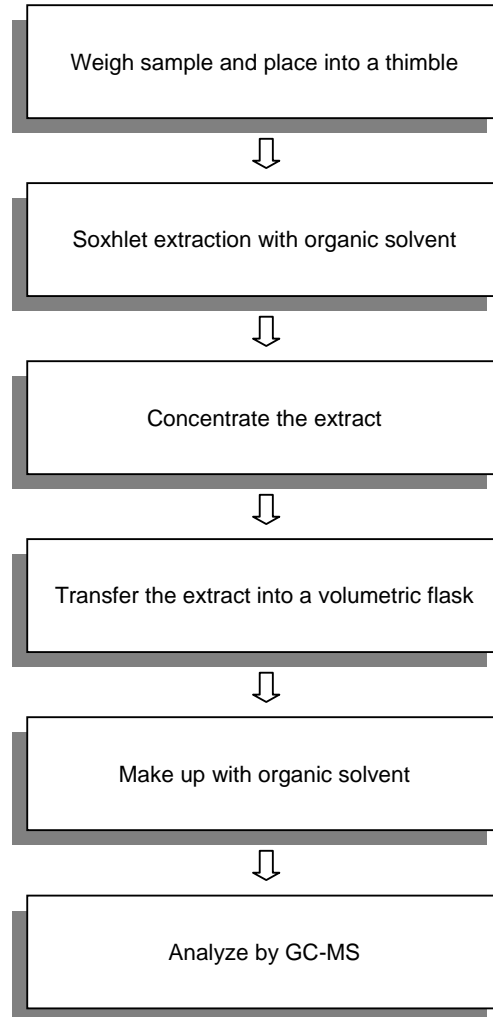 Weigh sample and place into a thimble
Soxhlet extraction with organic solvent
Concentrate the extract
Transfer the extract into a volumetric flask
Make up with organic solvent
Analyze by GC-MS